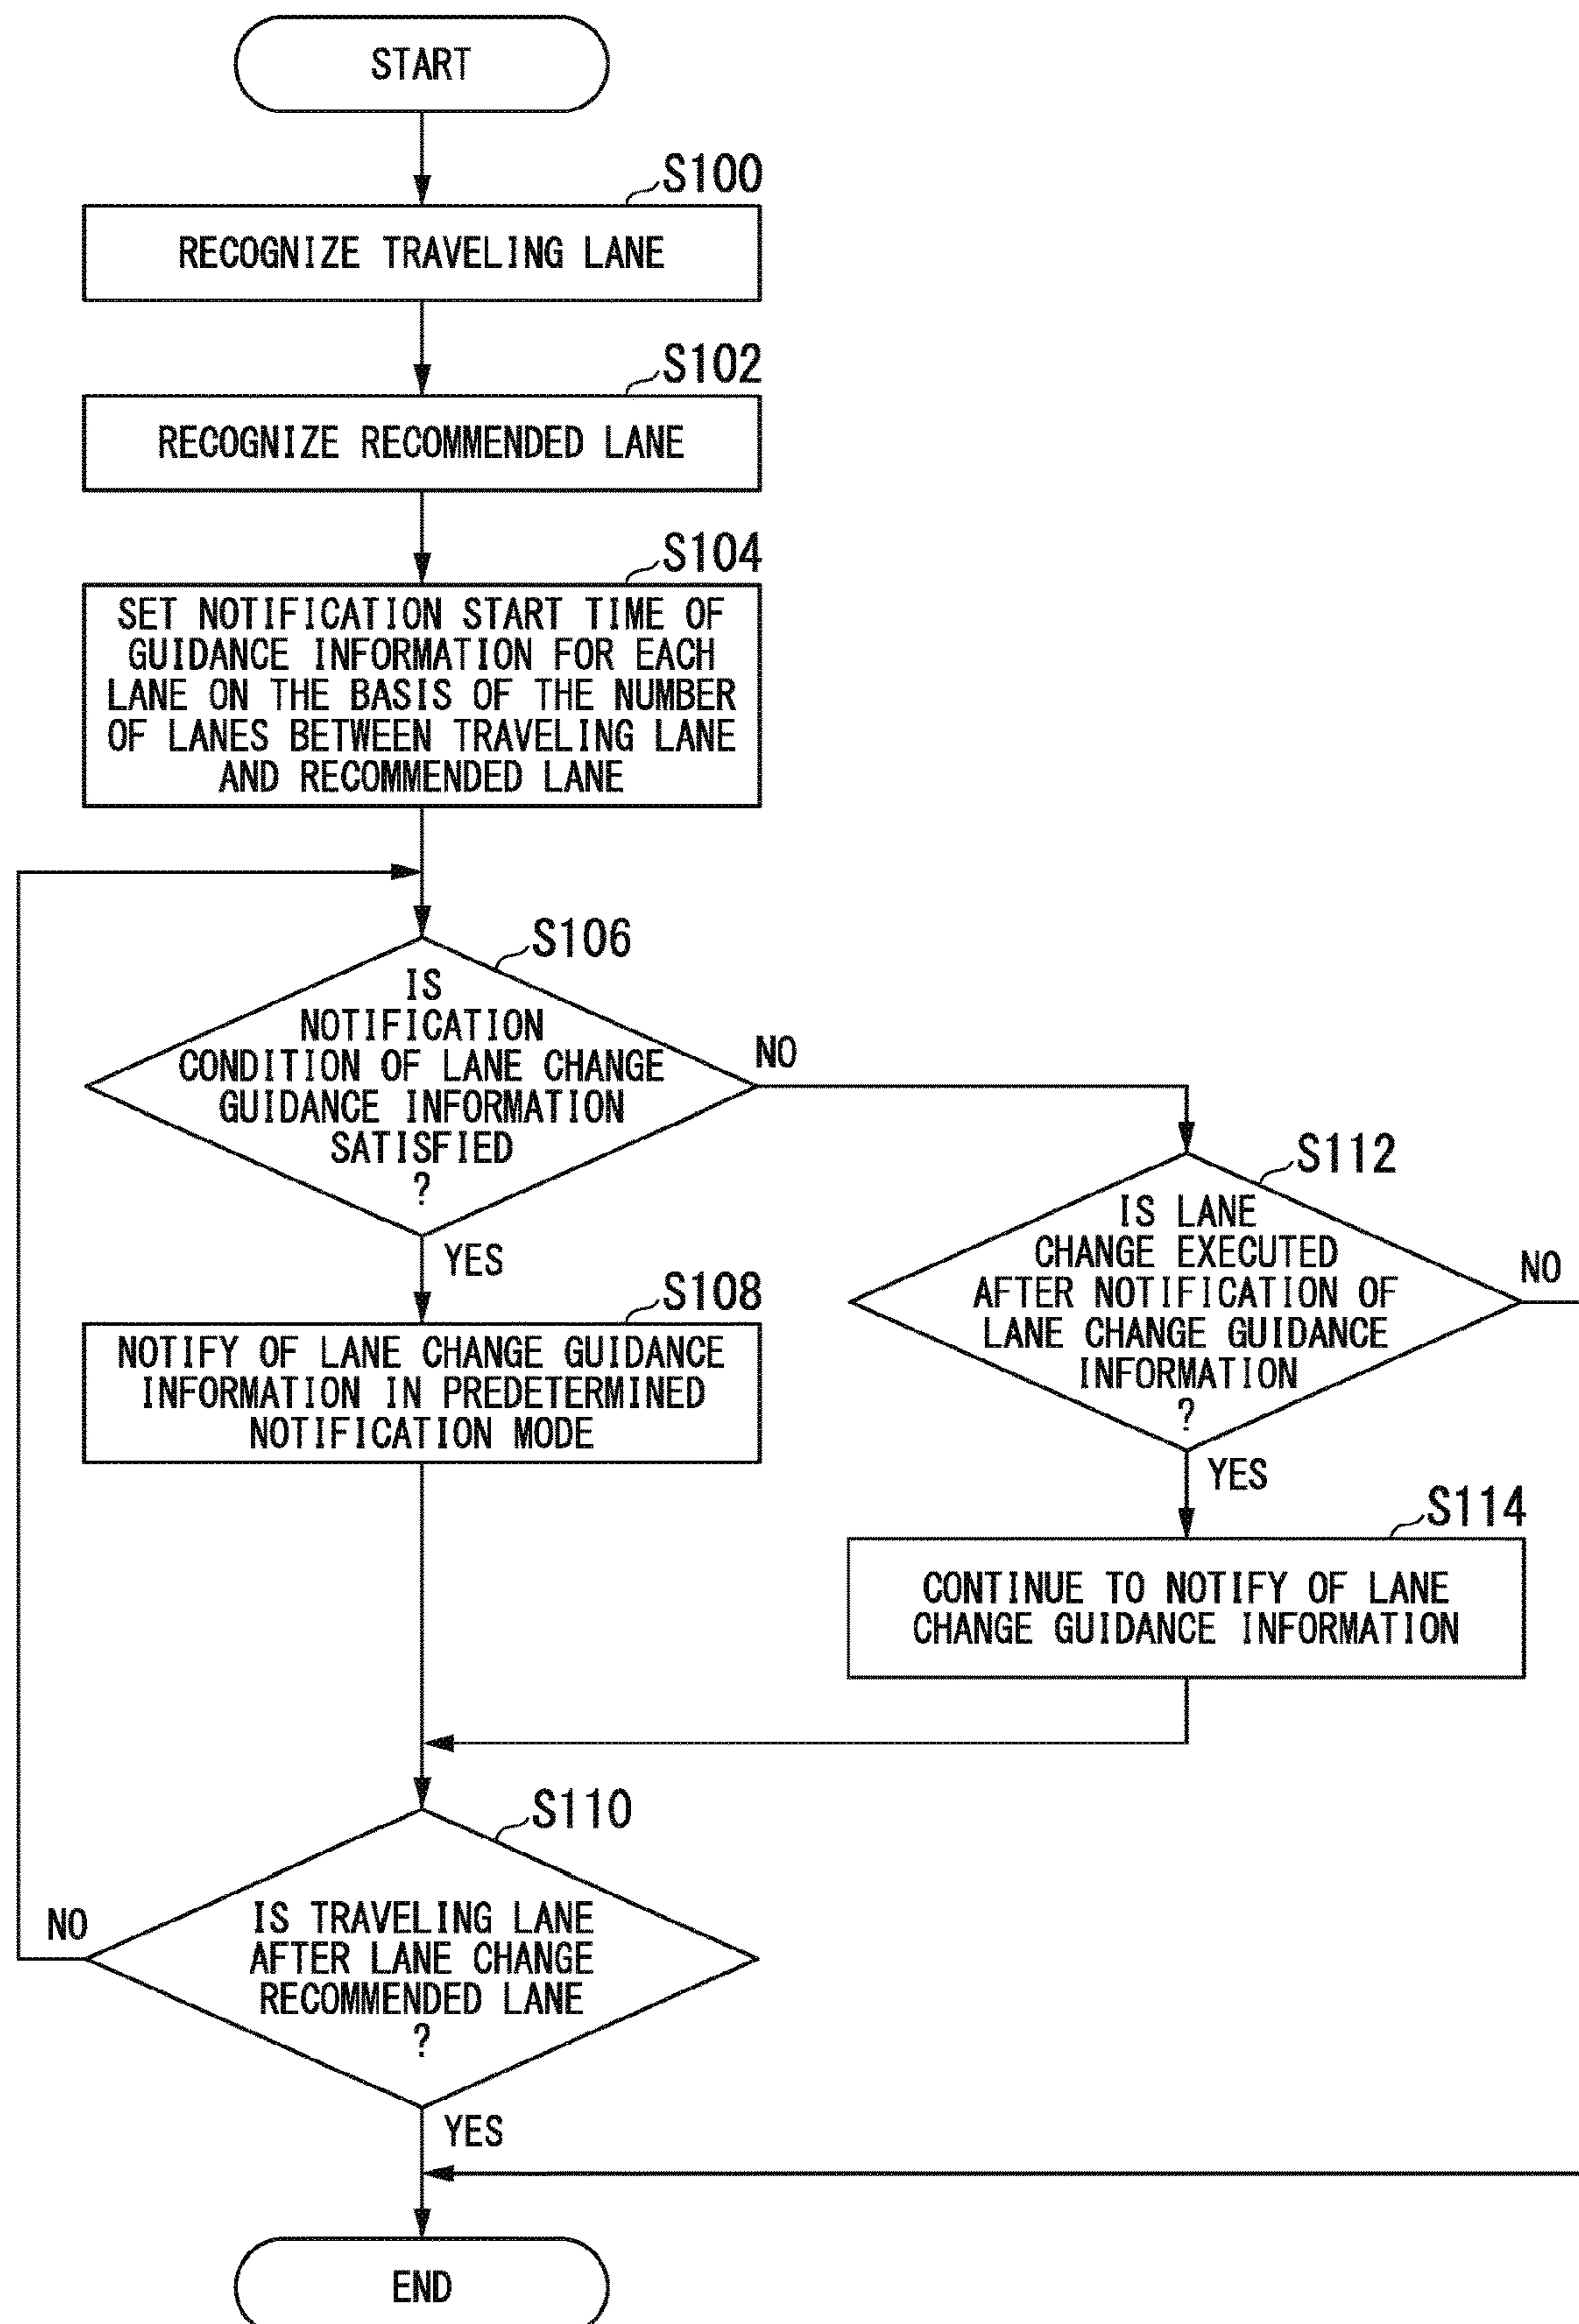 START
S100
RECOGNIZE TRAVELING LANE
S102
RECOGNIZE RECOMMENDED LANE
S104
SET NOTIFICATION START TIME OF
GUIDANCE INFORMATION FOR EACH
LANE ON THE BASIS OF THE NUMBER
OF LANES BETWEEN TRAVELING LANE
AND RECOMMENDED LANE
S106
IS
NOTIFICATION
CONDITION OF LANE CHANGE
GUIDANCE INFORMATION
SATISFIED
?
NO
YES
S112
IS LANE
CHANGE EXECUTED
AFTER NOTIFICATION OF
LANE CHANGE GUIDANCE
INFORMATION
?
NO
YES
S108
NOTIFY OF LANE CHANGE GUIDANCE
INFORMATION IN PREDETERMINED
NOTIFICATION MODE
S114
CONTINUE TO NOTIFY OF LANE
CHANGE GUIDANCE INFORMATION
S110
IS TRAVELING LANE
AFTER LANE CHANGE
RECOMMENDED LANE
?
NO
YES
END